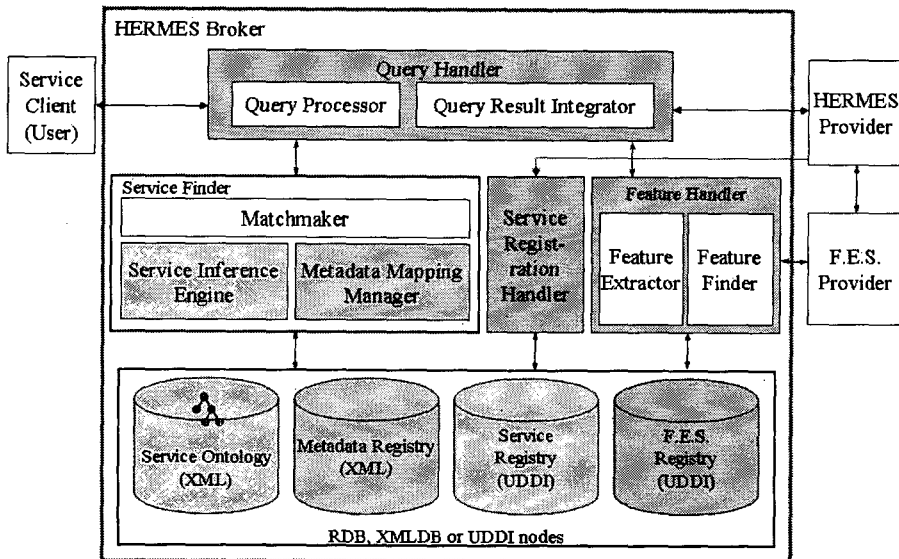 HERMES Broker
Query Handler
Query Processor
Query Result Integrator
Service
Client
(User)
HERMES
Provider
Service Finder
Matchmaker
Service Inference
Engine
Metadata Mapping
Manager
Service
Regist-
ration
Handler
Feature Handler
Feature
Extractor
Feature
Finder
F.E.S.
Provider
Service Ontology
(XML)
Metadata Registry
(XML)
Service
Registry
(UDDI)
F.E.S.
Registry
(UDDI)
RDB, XMLDB or UDDI nodes